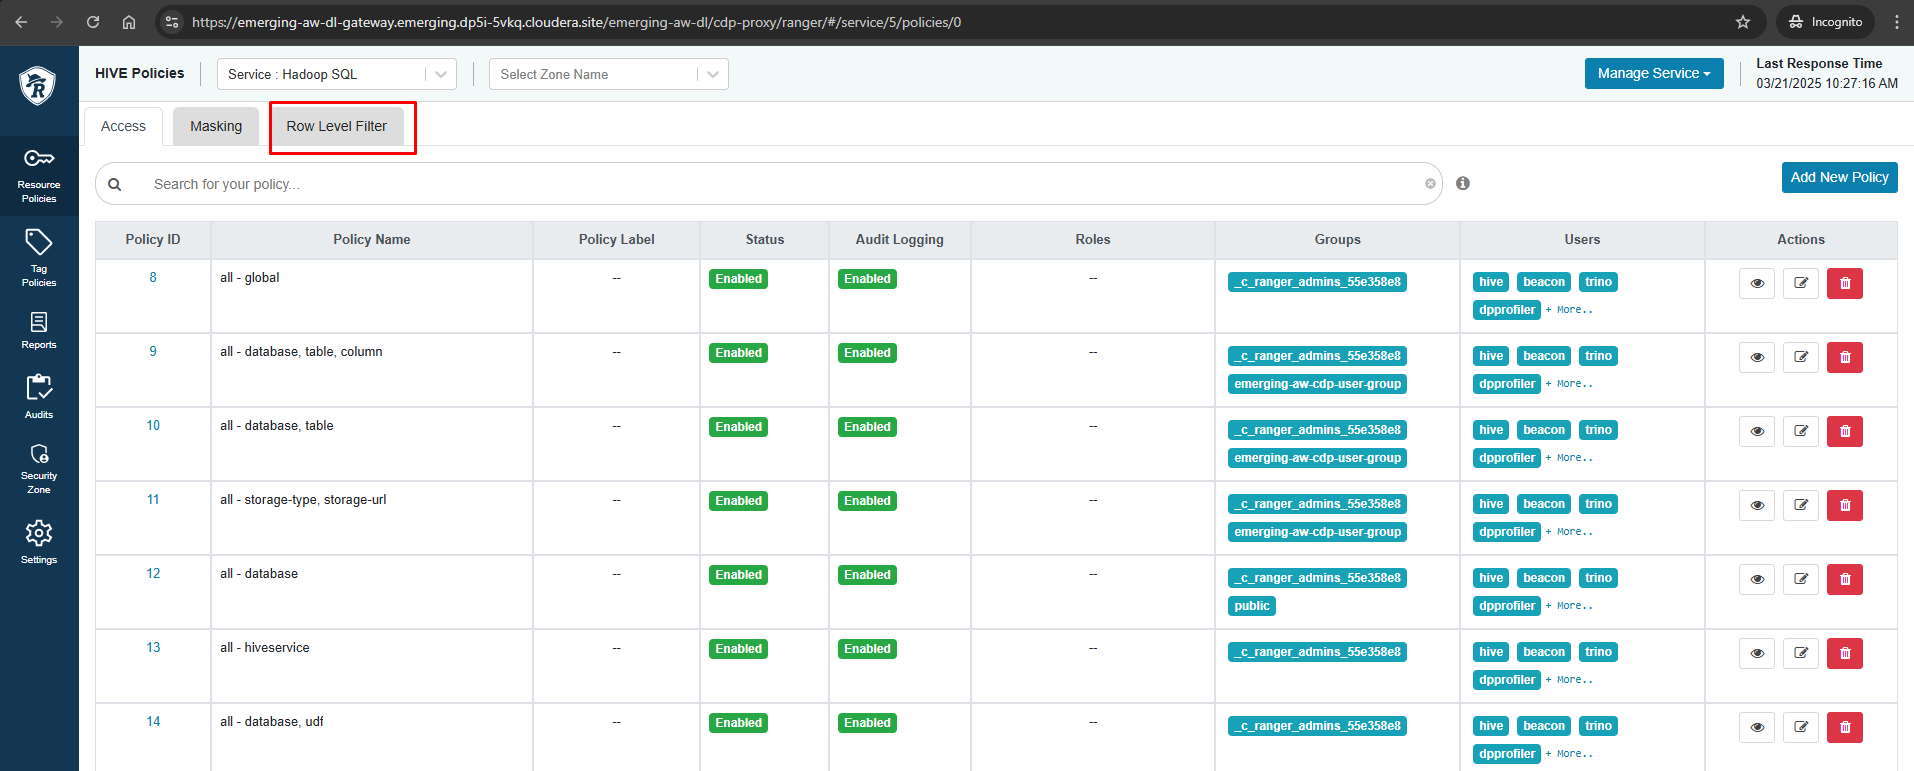 https://emerging-aw-dl-gateway.emerging.dp5i-5vkq.cloudera.site/emerging-aw-dl/cdp-proxy/ranger/#/service/5/policies/0
Incognito
R
HIVE Policies
Service : Hadoop SQL
Select Zone Name
Manage Service
Last Response Time
03/21/2025 10:27:16 AM
Access
Masking
Row Level Filter
Resource
Policies
Tag
Policies
Reports
Audits
Security
Zone
Settings
Search for your policy...
Add New Policy
Policy ID Policy Name Policy Label Status Audit Logging Roles Groups Users Actions
8 all - global -- Enabled Enabled -- _c_ranger_admins_55e358e8 hive beacon trino
dpprofiler + More..
9 all - database, table, column -- Enabled Enabled -- _c_ranger_admins_55e358e8 hive beacon trino
emerging-aw-cdp-user-group dpprofiler + More..
10 all - database, table -- Enabled Enabled -- _c_ranger_admins_55e358e8 hive beacon trino
emerging-aw-cdp-user-group dpprofiler + More..
11 all - storage-type, storage-url -- Enabled Enabled -- _c_ranger_admins_55e358e8 hive beacon trino
emerging-aw-cdp-user-group dpprofiler + More..
12 all - database -- Enabled Enabled -- _c_ranger_admins_55e358e8 hive beacon trino
public dpprofiler + More..
13 all - hiveservice -- Enabled Enabled -- _c_ranger_admins_55e358e8 hive beacon trino
dpprofiler + More..
14 all - database, udf -- Enabled Enabled -- _c_ranger_admins_55e358e8 hive beacon trino
dpprofiler + More..